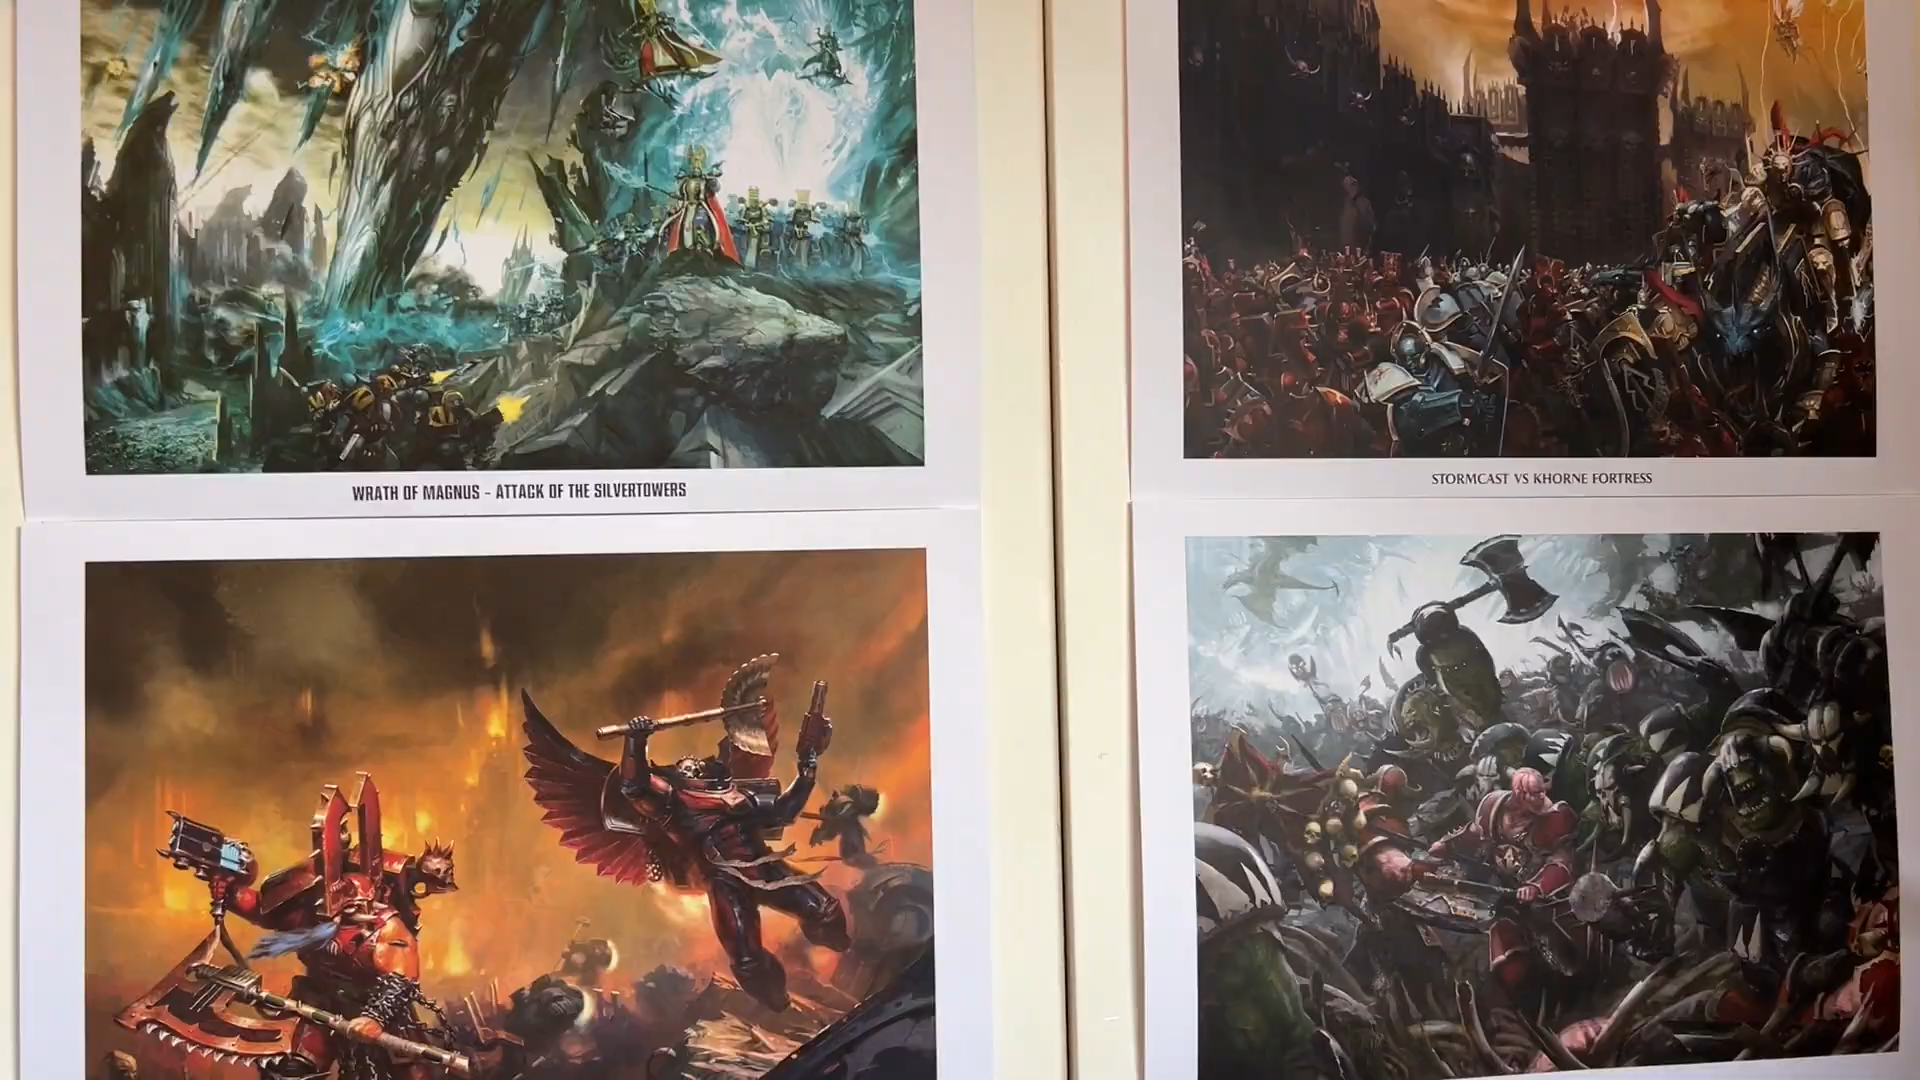 WRATH OF MAGNUS - ATTACK OF THE SILVERTOWERS
STORMCAST VS KHORNE FORTRESS